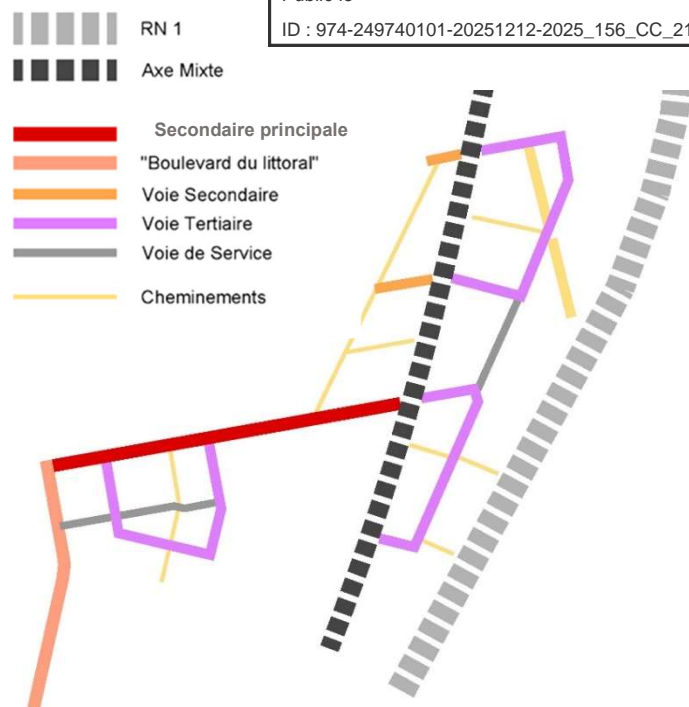 ID : 974-249740101-20251212-2025_156_CC_21
RN 1
Axe Mixte
Secondaire principale
"Boulevard du littoral"
Voie Secondaire
Voie Tertiaire
Voie de Service
Cheminements